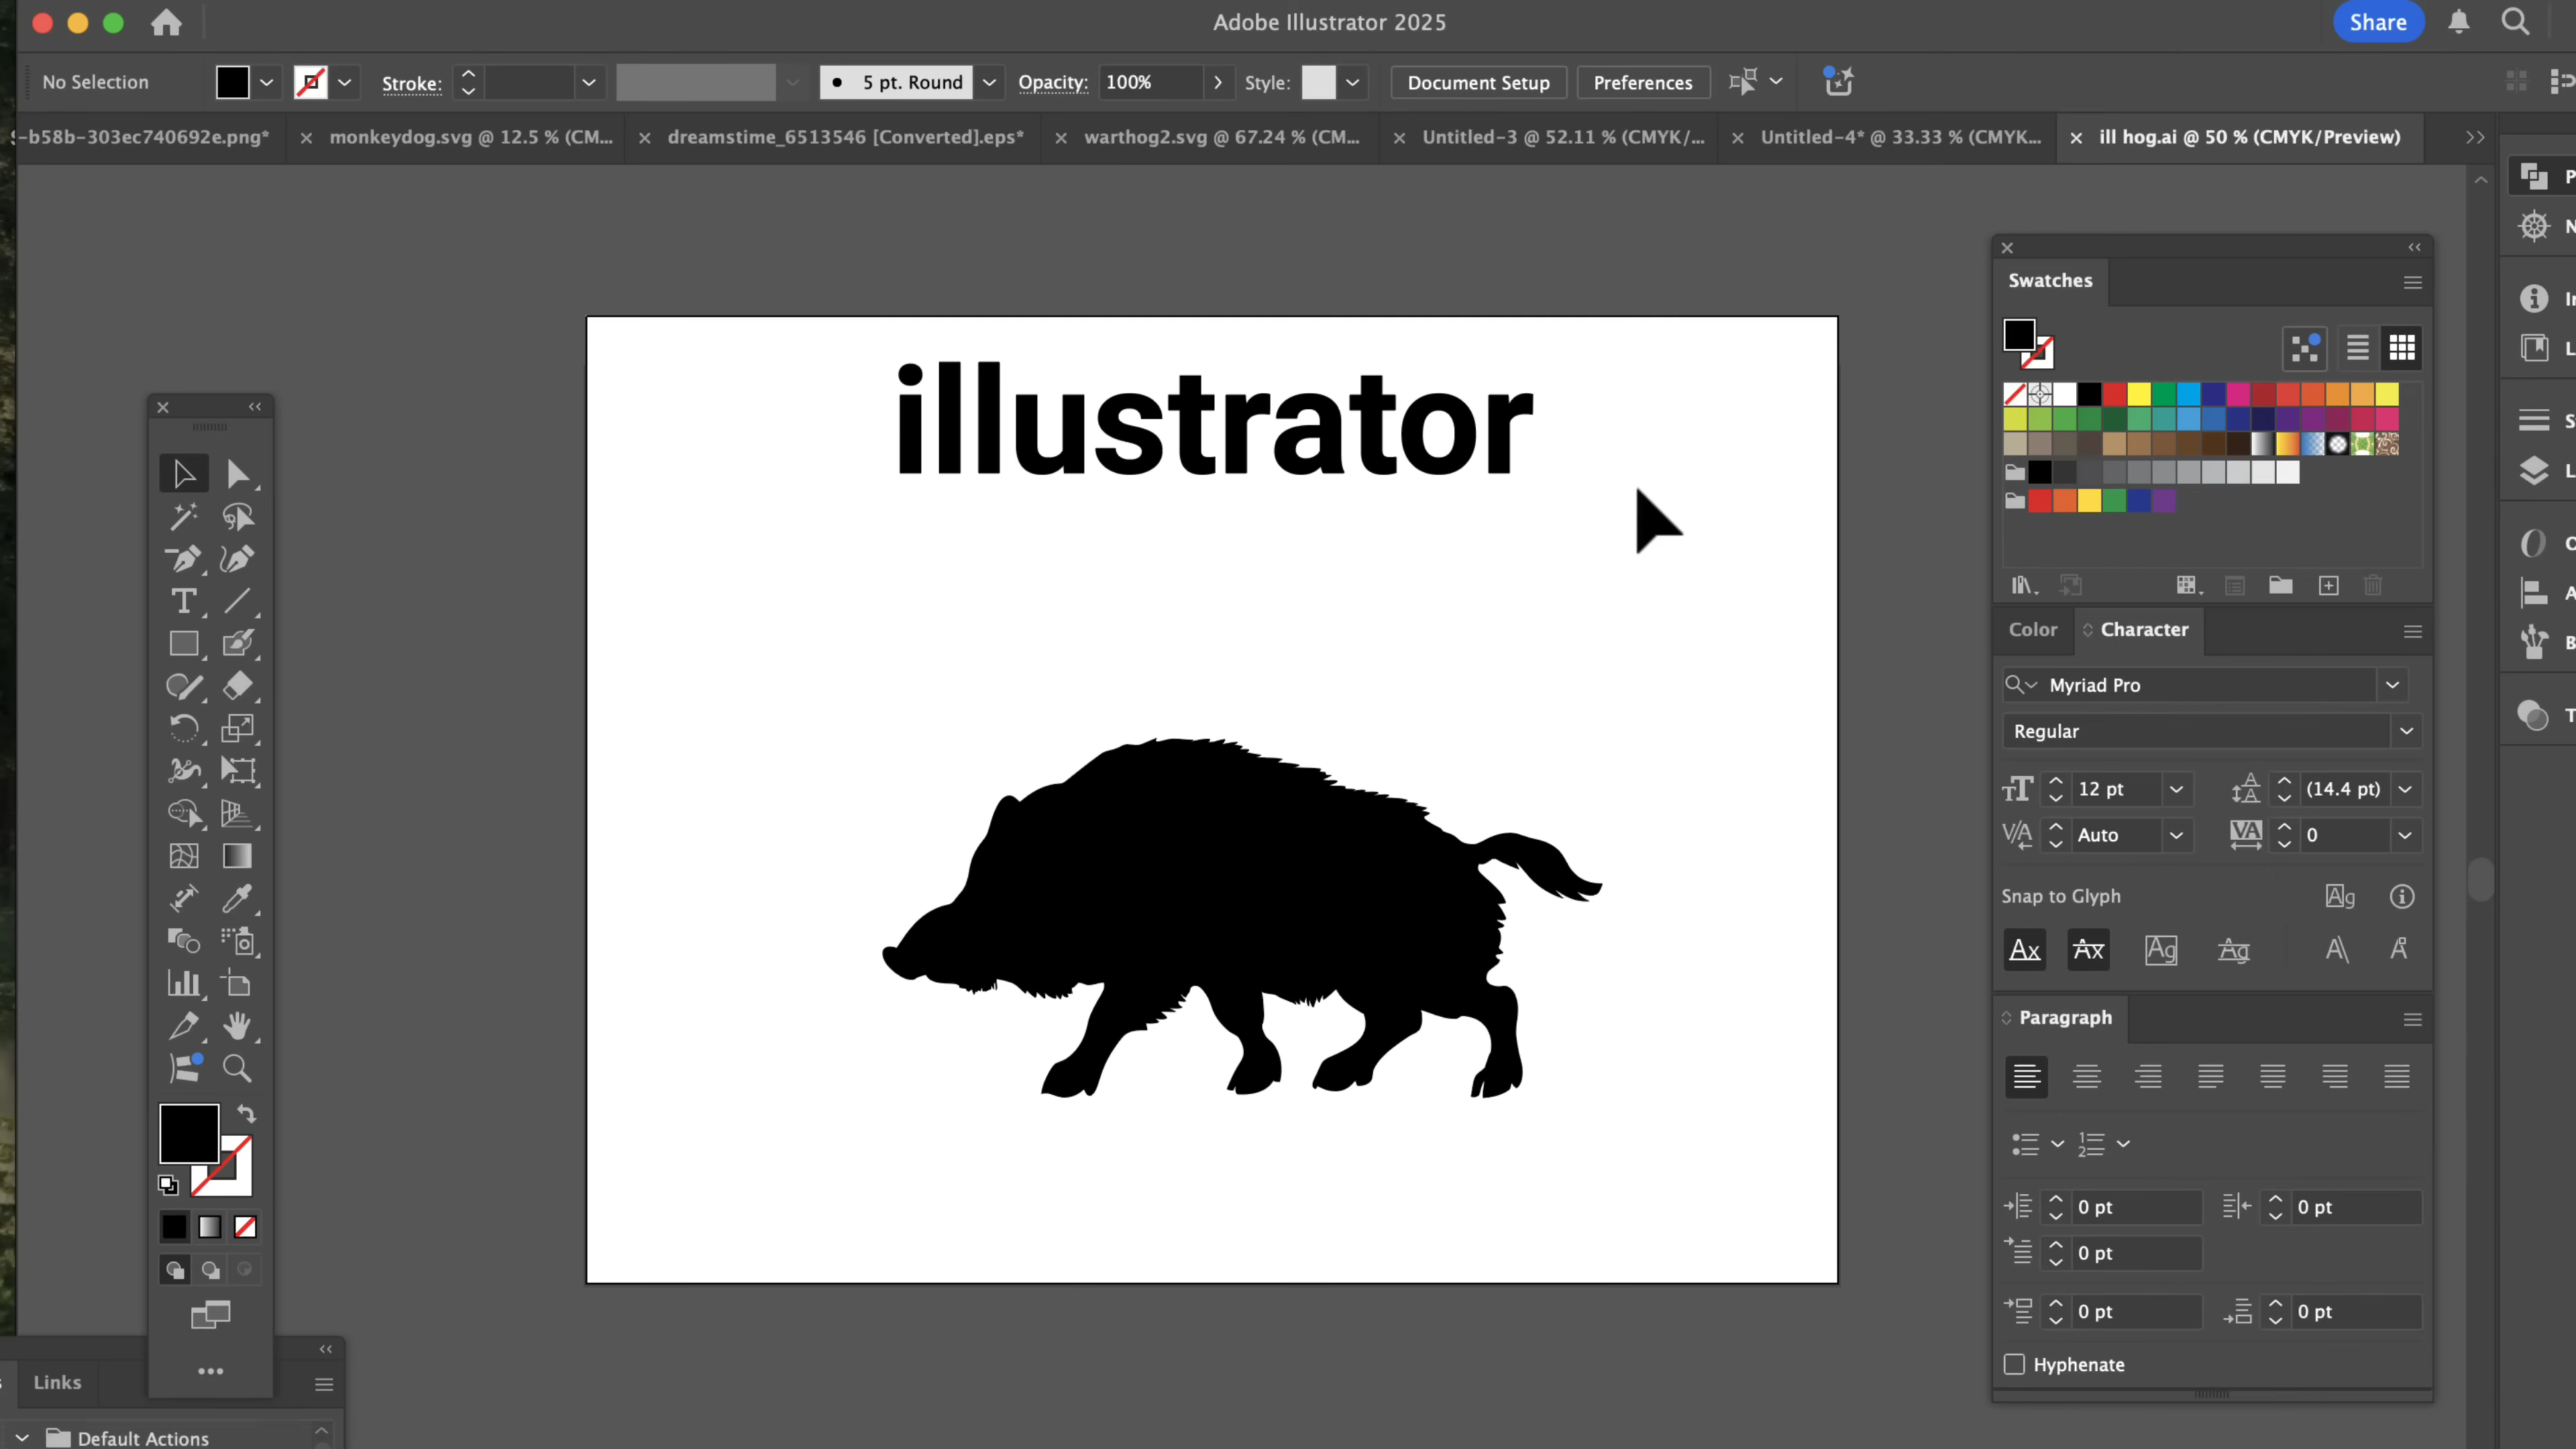 Adobe Illustrator 2025
Share
No Selection
Stroke:
5 pt. Round
Opacity:
100%
Style:
Document Setup
Preferences
-b58b-303ec740692e.png*
monkeydog.svg @ 12.5 % (CM...
dreamstime_6513546 [Converted].eps*
warthog2.svg @ 67.24 % (CM...
Untitled-3 @ 52.11 % (CMYK/...
Untitled-4* @ 33.33 % (CMYK...
ill hog.ai @ 50 % (CMYK/Preview)
illustrator
Swatches
Color
Character
Myriad Pro
Regular
12 pt
(14.4 pt)
Auto
0
Snap to Glyph
Paragraph
0 pt
0 pt
0 pt
0 pt
0 pt
Hyphenate
Links
Default Actions